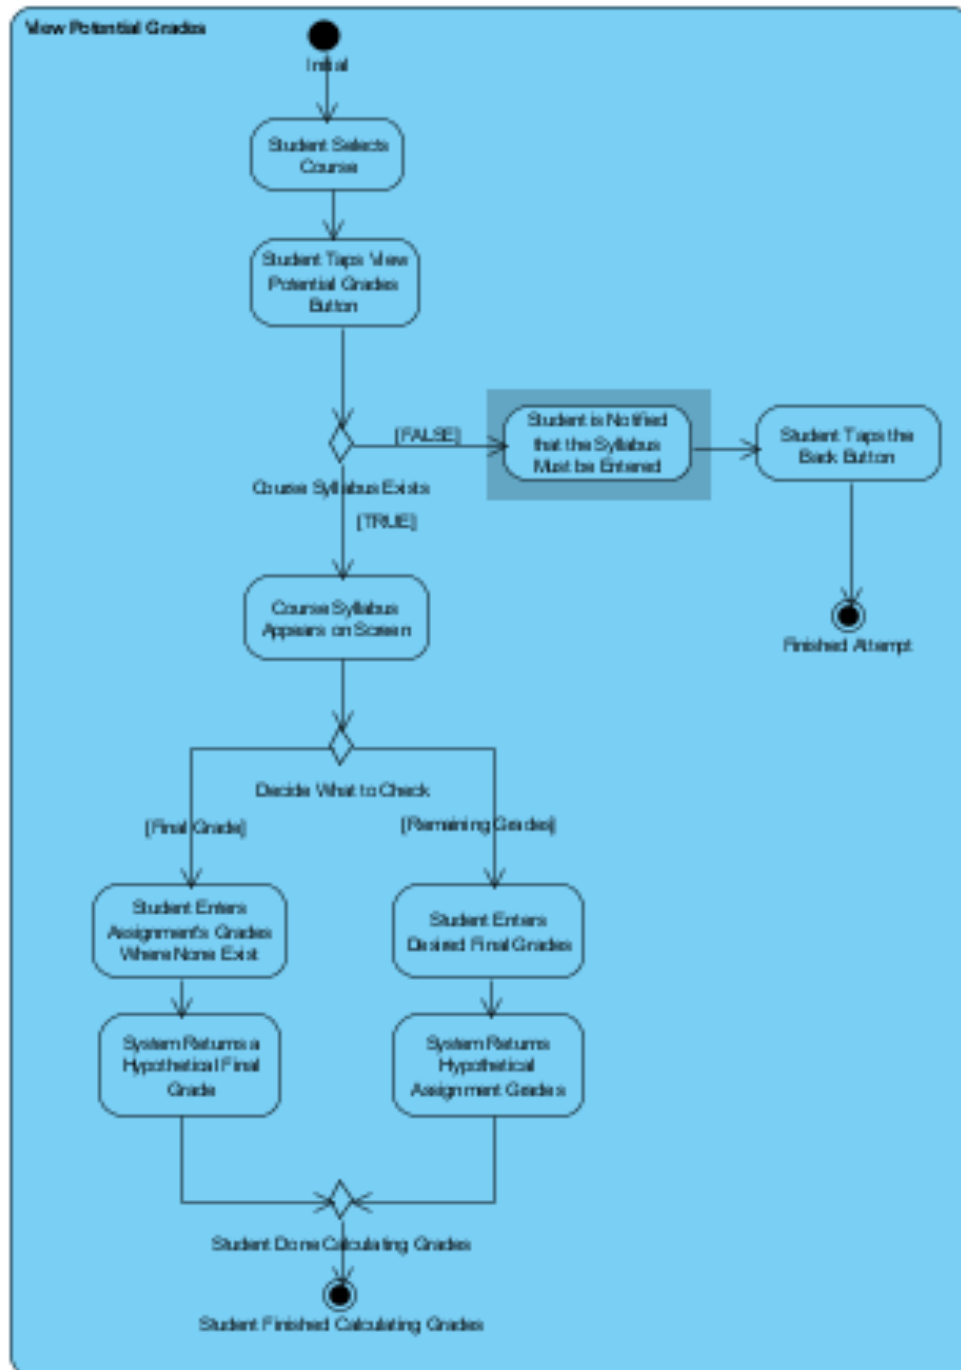 View Potential Grades
Initial
Student Selects
Course
Student Taps View
Potential Grades
Button
[FALSE]
Student is Notified
that the Syllabus
Must be Entered
Student Taps the
Back Button
Course Syllabus Exists
[TRUE]
Course Syllabus
Appears on Screen
Finished Attempt
Decide What to Check
[Final Grade]
[Remaining Grades]
Student Enters
Assignment's Grades
Where None Exist
Student Enters
Desired Final Grades
System Returns a
Hypothetical Final
Grade
System Returns
Hypothetical
Assignment Grades
Student Done Calculating Grades
Student Finished Calculating Grades